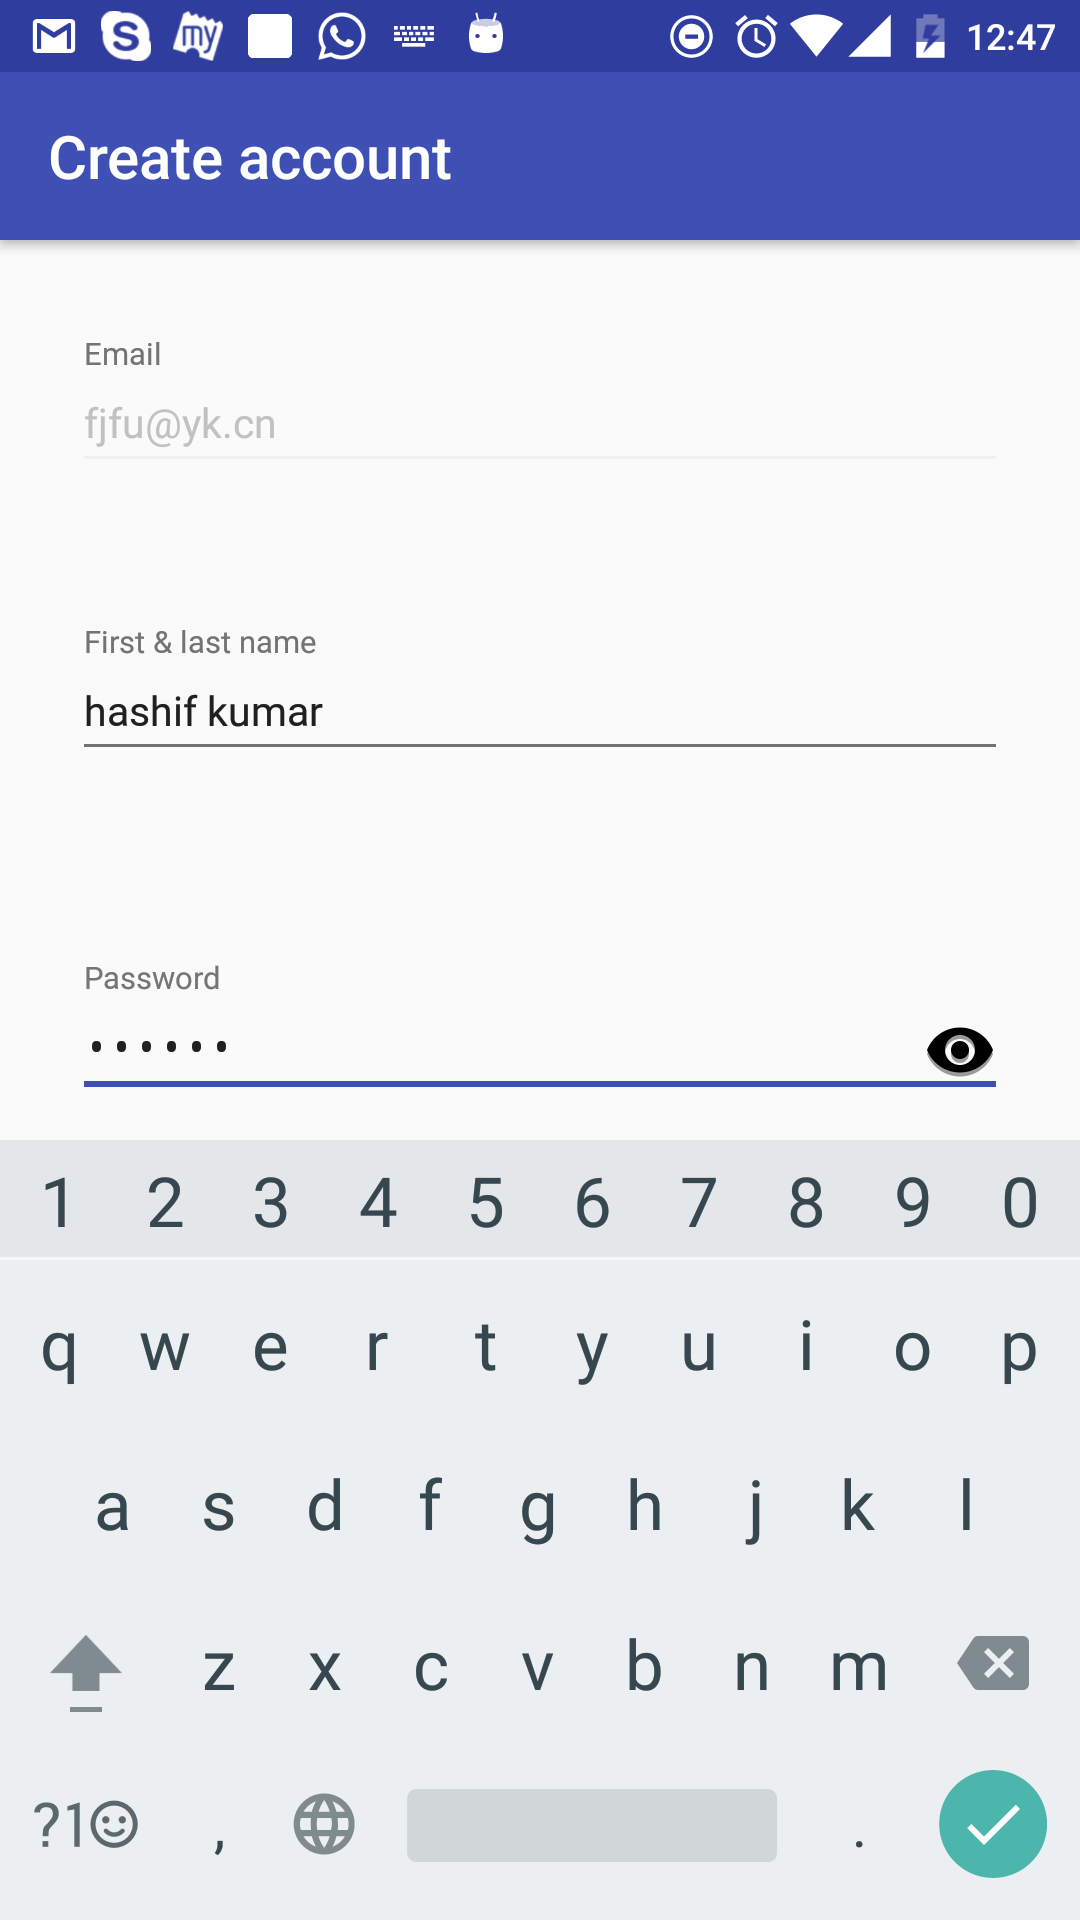 12:47
Create account
Email
fjfu@yk.cn
First & last name
hashif kumar
Password
••••••
1 2 3 4 5 6 7 8 9 0
q w e r t y u i o p
a s d f g h j k l
z x c v b n m
?1☺ , .